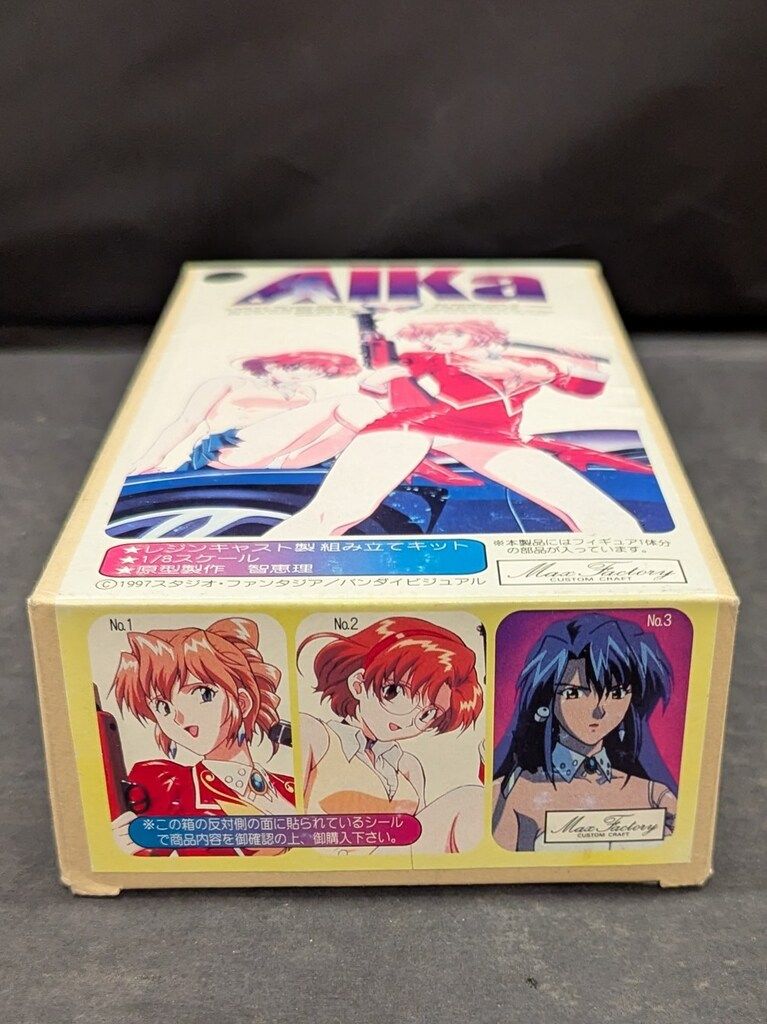 AIKa
★レジンキャスト製 組み立てキット
★1/8スケール
★原型製作 智恵理
©1997スタジオ・ファンタジア/バンダイビジュアル
※本製品にはフィギュア1体分
の部品が入っています。
Max Factory
CUSTOM CRAFT
No.1
No.2
No.3
※この箱の反対側の面に貼られているシール
で商品内容を御確認の上、御購入下さい。
Max Factory
CUSTOM CRAFT